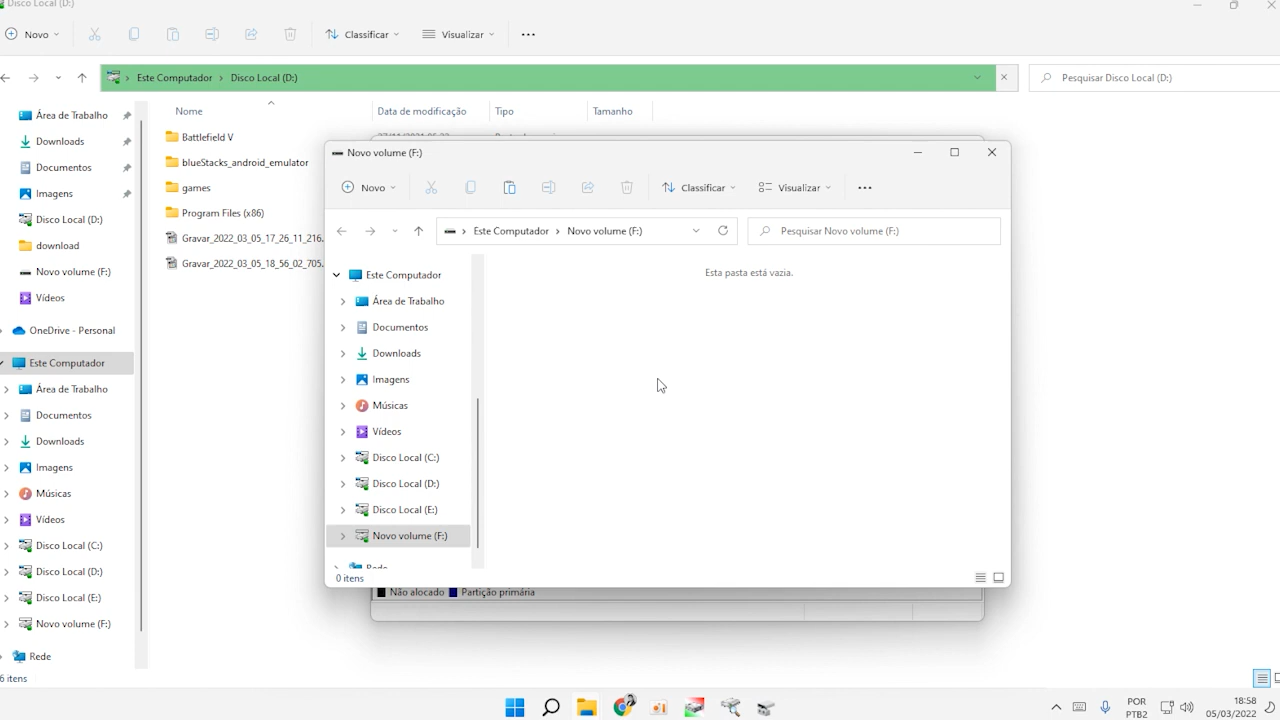 Disco Local (D:)
Novo
Classificar
Visualizar
Este Computador
Disco Local (D:)
Pesquisar Disco Local (D:)
Área de Trabalho
Downloads
Documentos
Imagens
Disco Local (D:)
download
Novo volume (F:)
Vídeos
OneDrive - Personal
Este Computador
Área de Trabalho
Documentos
Downloads
Imagens
Músicas
Vídeos
Disco Local (C:)
Disco Local (D:)
Disco Local (E:)
Novo volume (F:)
Rede
6 itens
Nome Data de modificação Tipo Tamanho
Battlefield V
blueStacks_android_emulator
games
Program Files (x86)
Gravar_2022_03_05_17_26_11_216.
Gravar_2022_03_05_18_56_02_705.
Novo volume (F:)
Novo
Classificar
Visualizar
Este Computador
Novo volume (F:)
Pesquisar Novo volume (F:)
Este Computador
Área de Trabalho
Documentos
Downloads
Imagens
Músicas
Vídeos
Disco Local (C:)
Disco Local (D:)
Disco Local (E:)
Novo volume (F:)
Rede
Esta pasta está vazia.
0 itens
Não alocado Partição primária
POR
PTB2
18:58
05/03/2022